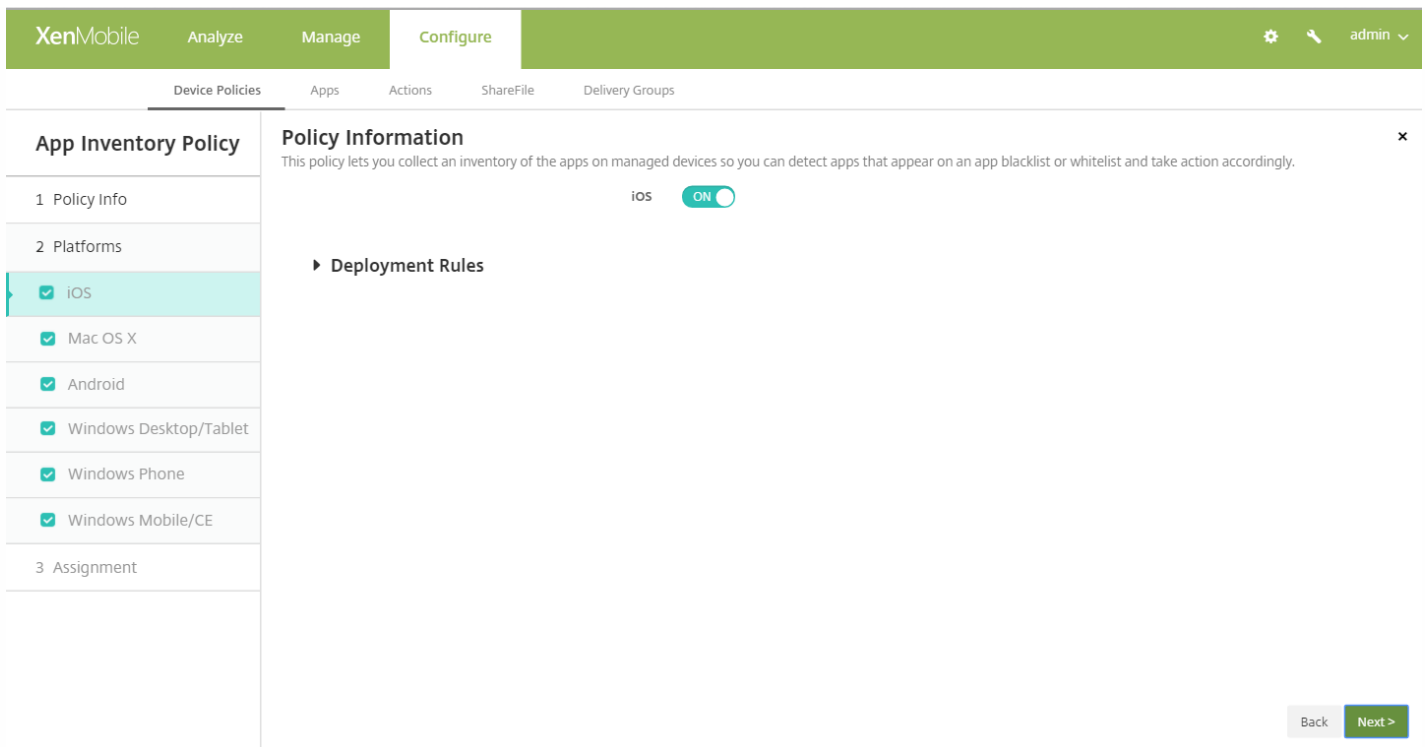 XenMobile Analyze Manage Configure admin
Device Policies Apps Actions ShareFile Delivery Groups
App Inventory Policy
1 Policy Info
2 Platforms
iOS
Mac OS X
Android
Windows Desktop/Tablet
Windows Phone
Windows Mobile/CE
3 Assignment
Policy Information
This policy lets you collect an inventory of the apps on managed devices so you can detect apps that appear on an app blacklist or whitelist and take action accordingly.
iOS ON
Deployment Rules
Back Next >